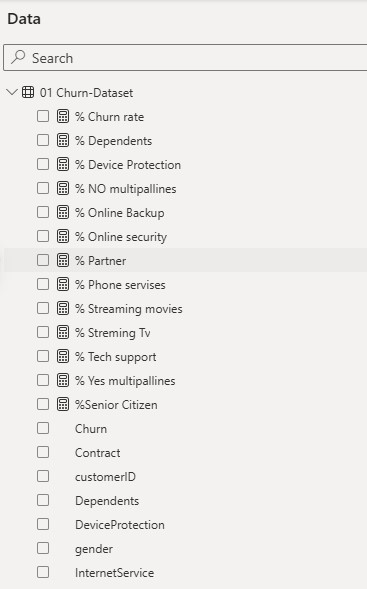 Data
Search
01 Churn-Dataset
% Churn rate
% Dependents
% Device Protection
% NO multipallines
% Online Backup
% Online security
% Partner
% Phone servises
% Streaming movies
% Streming Tv
% Tech support
% Yes multipallines
%Senior Citizen
Churn
Contract
customerID
Dependents
DeviceProtection
gender
InternetService